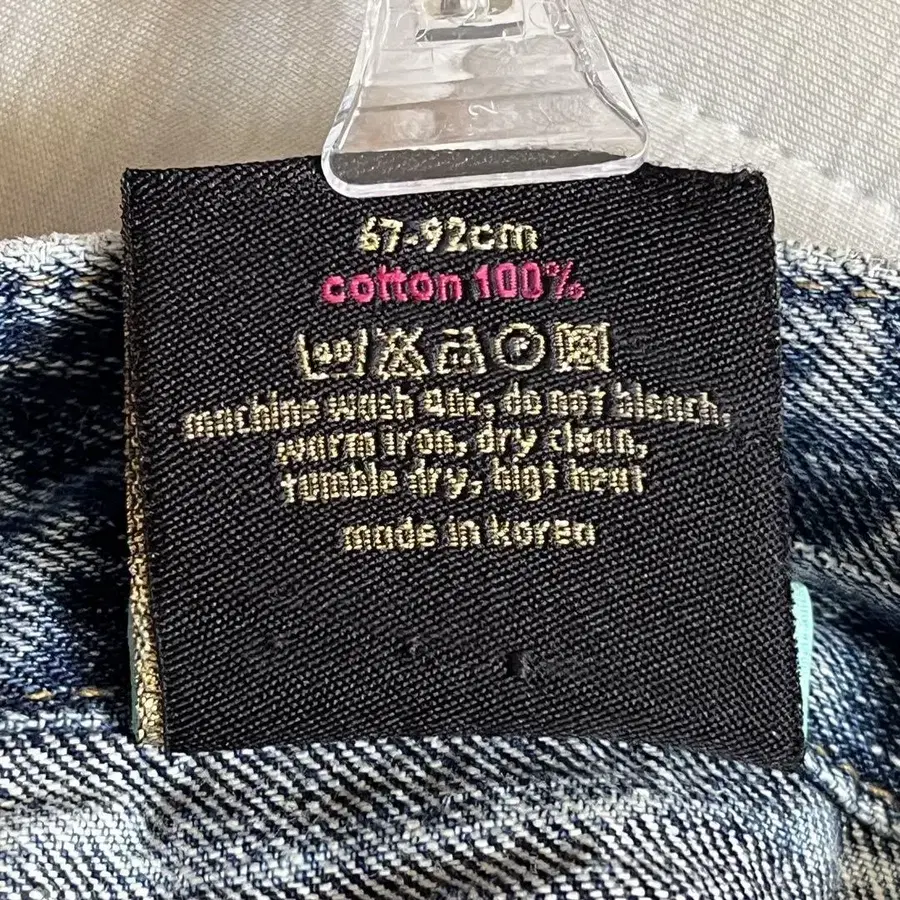 67-92cm
cotton 100%
40 P
machine wash 40c, do not bleach,
warm iron, dry clean,
tumble dry, higt heat
made in korea